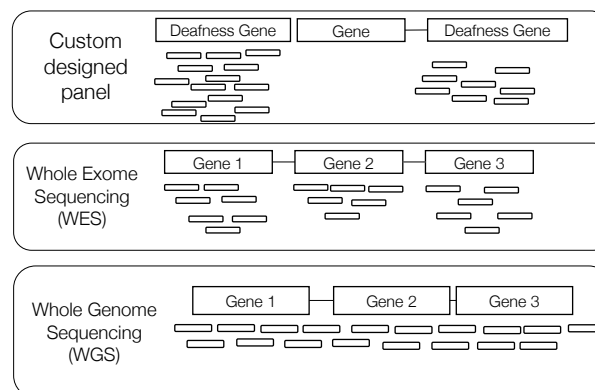 Custom
designed
panel
Deafness Gene
Gene
Deafness Gene
Whole Exome
Sequencing
(WES)
Gene 1
Gene 2
Gene 3
Whole Genome
Sequencing
(WGS)
Gene 1
Gene 2
Gene 3